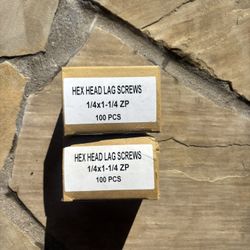 HEX HEAD LAG SCREWS
1/4x1-1/4 ZP
100 PCS
HEX HEAD LAG SCREWS
1/4x1-1/4 ZP
100 PCS